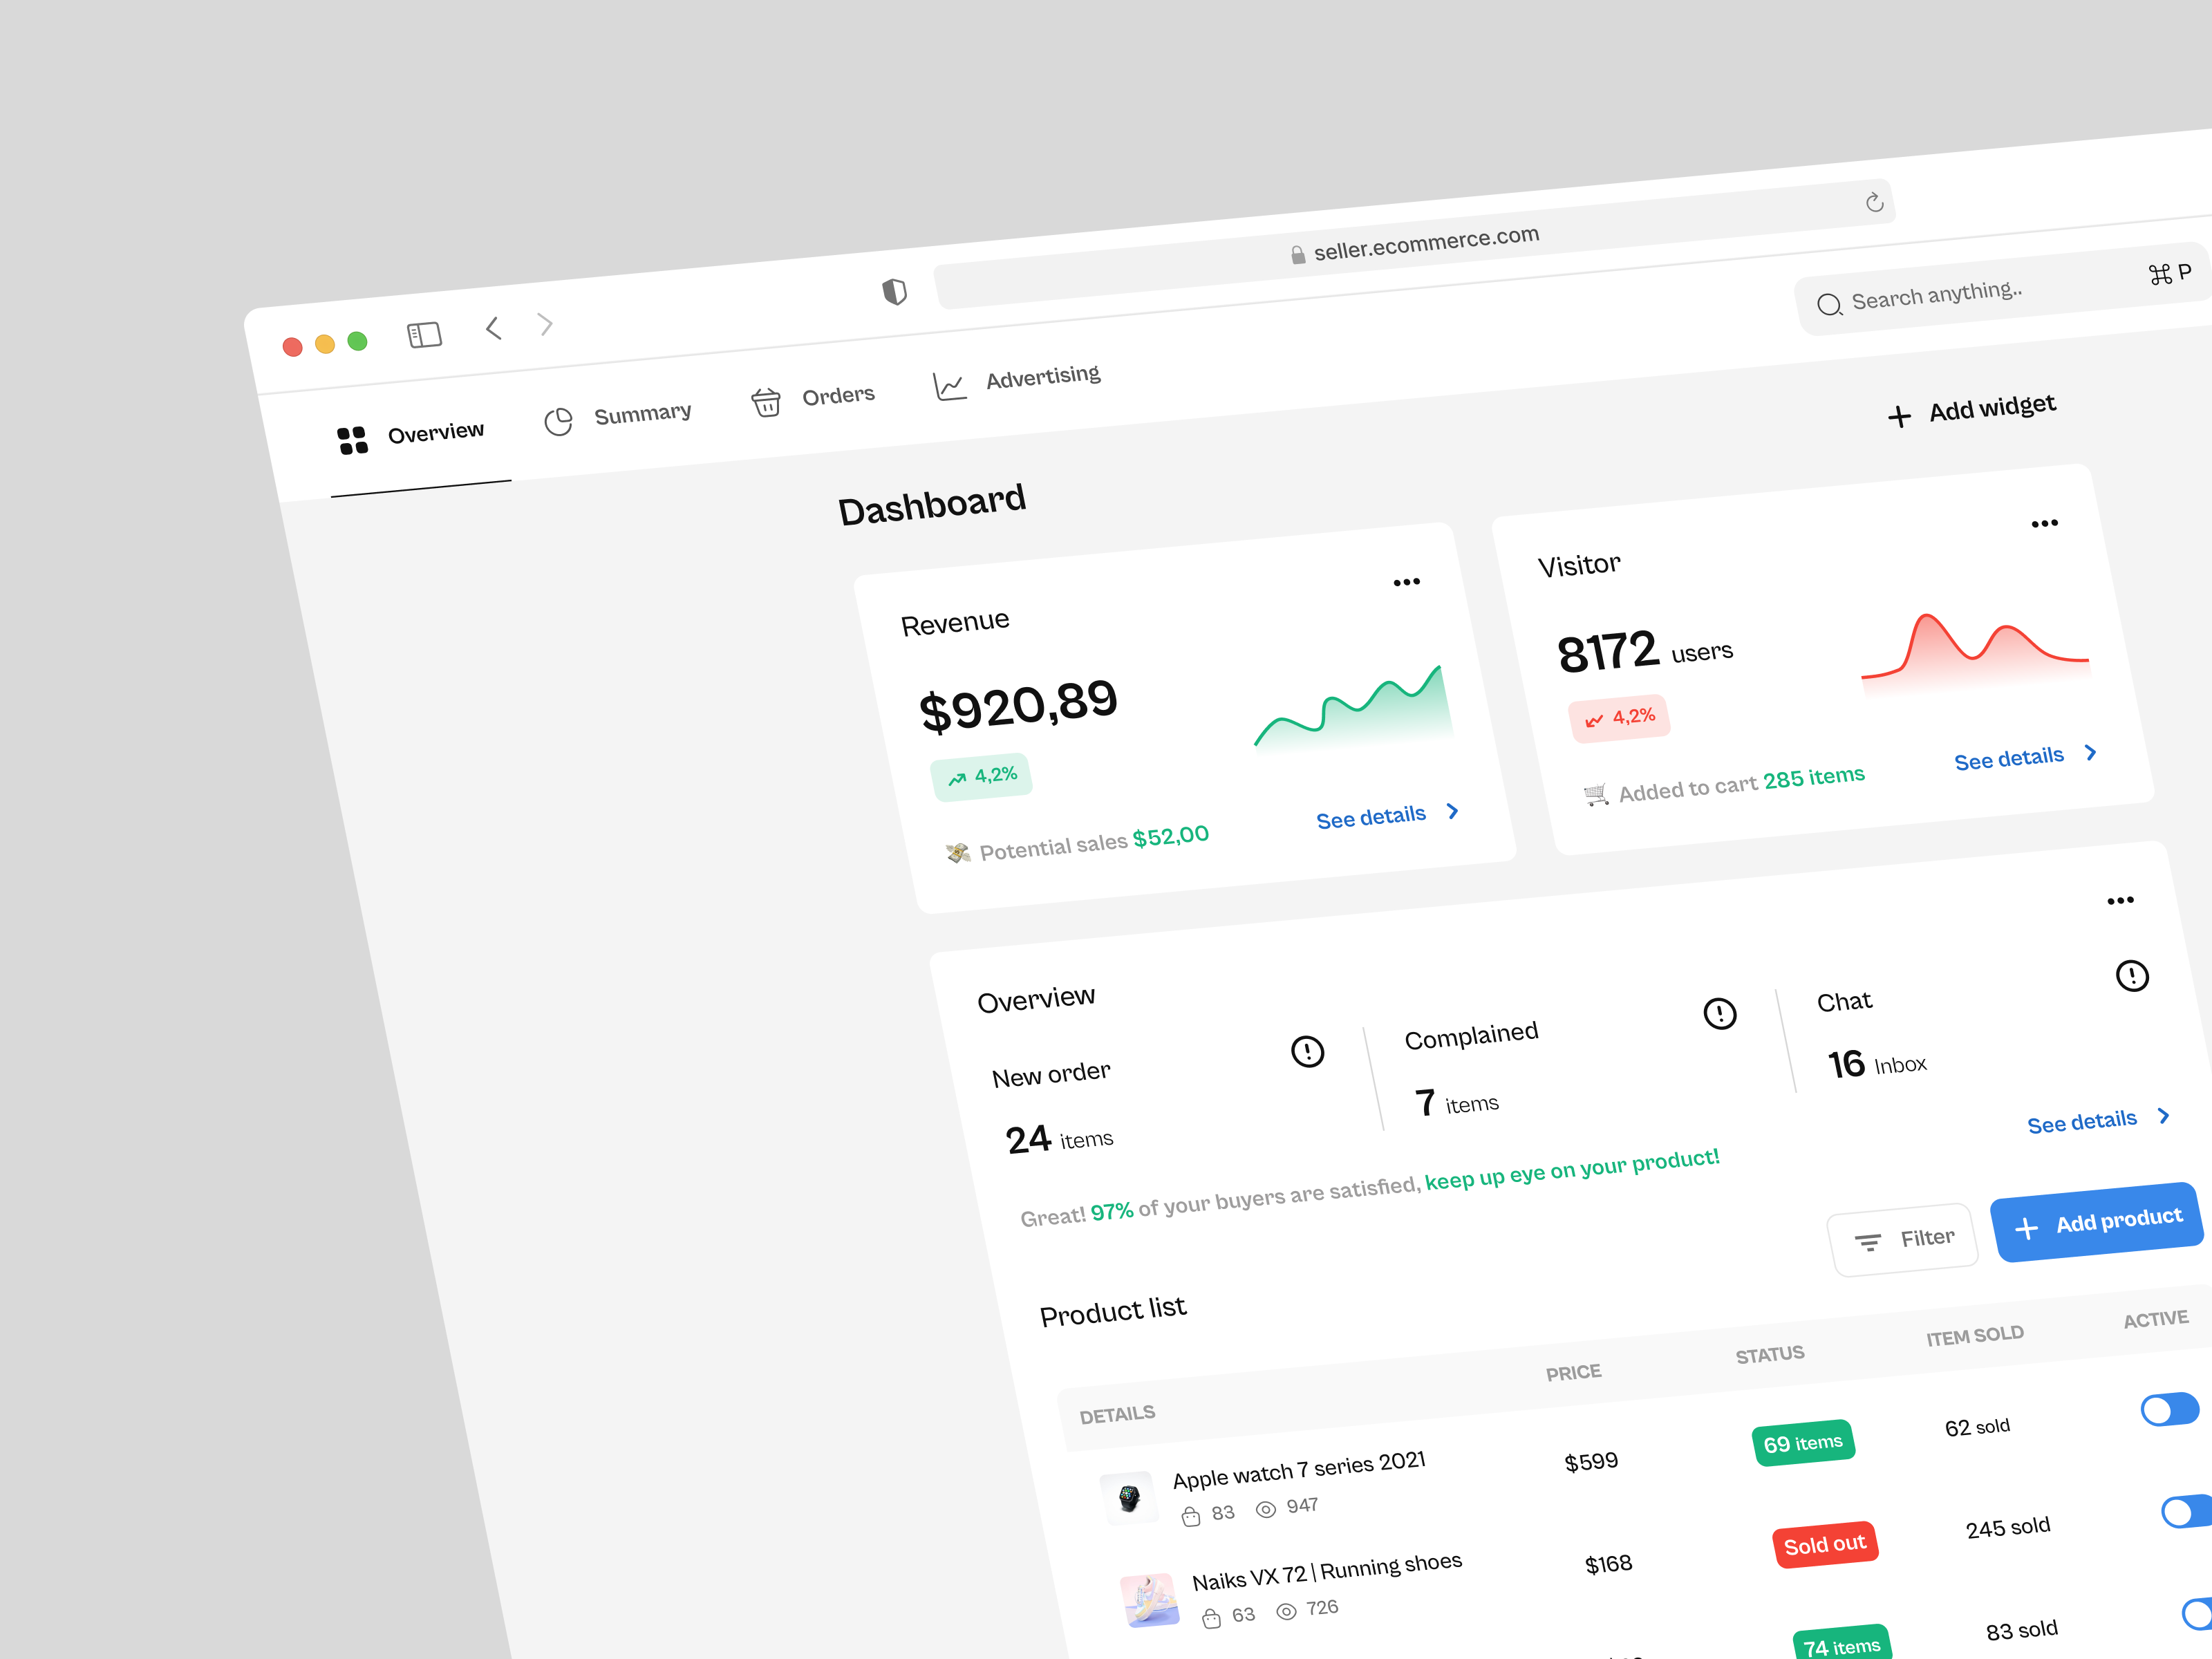 seller.ecommerce.com
Search anything..
⌘ P
Overview
Summary
Orders
Advertising
Dashboard
+ Add widget
Revenue
$920,89
4,2%
Potential sales $52,00
See details
Visitor
8172 users
4,2%
Added to cart 285 items
See details
Overview
New order
24 items
Complained
7 items
Chat
16 Inbox
Great! 97% of your buyers are satisfied, keep up eye on your product!
See details
Product list
Filter
+ Add product
DETAILS PRICE STATUS ITEM SOLD ACTIVE
Apple watch 7 series 2021
83 947
$599
69 items
62 sold
Naiks VX 72 | Running shoes
63 726
$168
Sold out
245 sold
74 items
83 sold